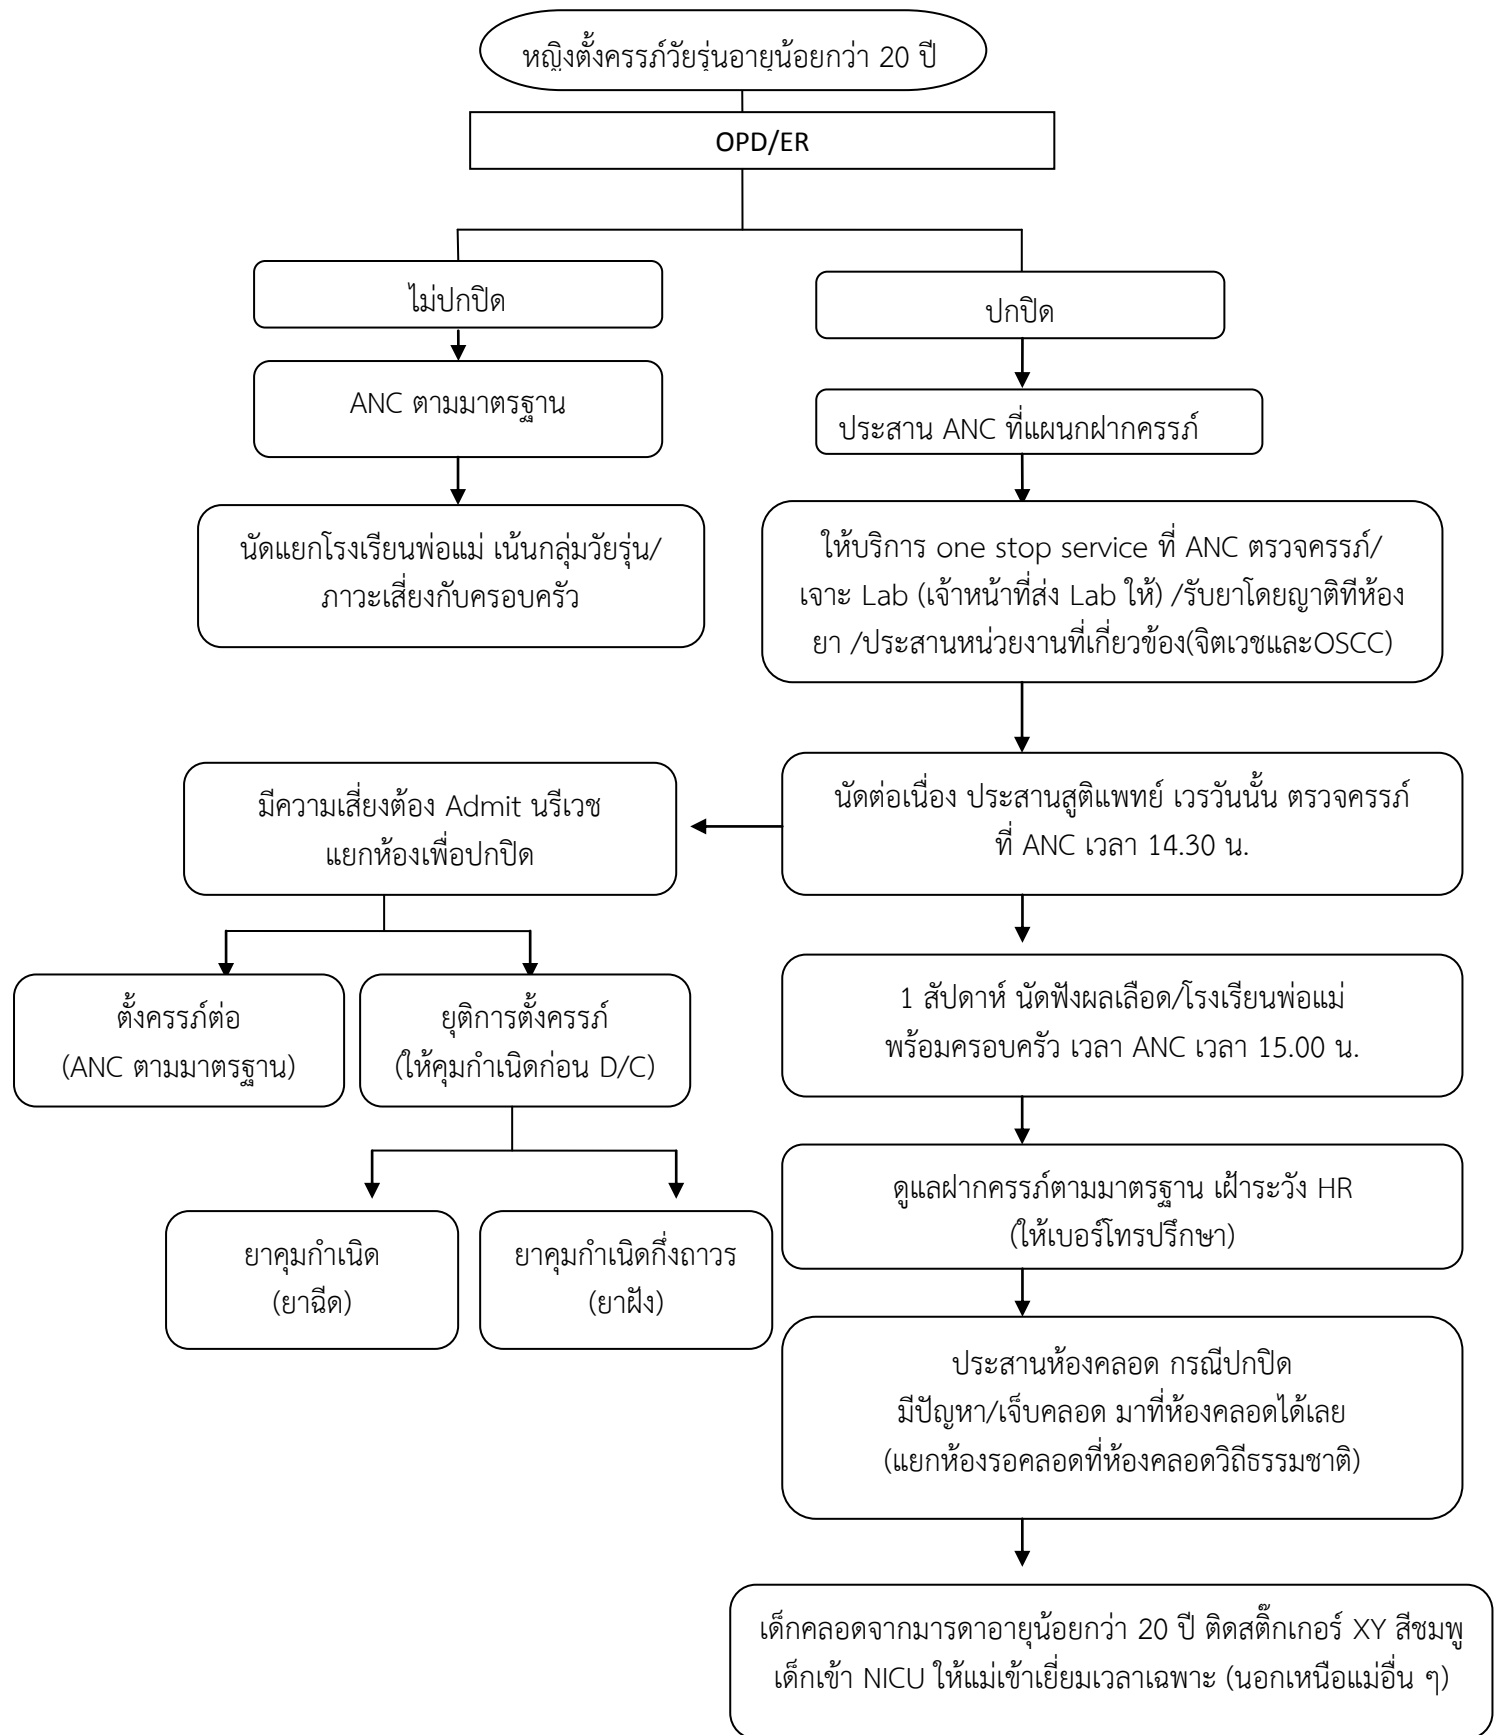 หญิงตั้งครรภ์วัยรุ่นอายุน้อยกว่า 20 ปี
OPD/ER
ไม่ปกปิด
ปกปิด
ANC ตามมาตรฐาน
ประสาน ANC ที่แผนกฝากครรภ์
นัดแยกโรงเรียนพ่อแม่ เน้นกลุ่มวัยรุ่น/
ภาวะเสี่ยงกับครอบครัว
ให้บริการ one stop service ที่ ANC ตรวจครรภ์/
เจาะ Lab (เจ้าหน้าที่ส่ง Lab ให้) /รับยาโดยญาติทีห้อง
ยา /ประสานหน่วยงานที่เกี่ยวข้อง(จิตเวชและOSCC)
มีความเสี่ยงต้อง Admit นรีเวช
แยกห้องเพื่อปกปิด
นัดต่อเนื่อง ประสานสูติแพทย์ เวรวันนั้น ตรวจครรภ์
ที่ ANC เวลา 14.30 น.
ตั้งครรภ์ต่อ
(ANC ตามมาตรฐาน)
ยุติการตั้งครรภ์
(ให้คุมกำเนิดก่อน D/C)
1 สัปดาห์ นัดฟังผลเลือด/โรงเรียนพ่อแม่
พร้อมครอบครัว เวลา ANC เวลา 15.00 น.
ยาคุมกำเนิด
(ยาฉีด)
ยาคุมกำเนิดกึ่งถาวร
(ยาฝัง)
ดูแลฝากครรภ์ตามมาตรฐาน เฝ้าระวัง HR
(ให้เบอร์โทรปรึกษา)
ประสานห้องคลอด กรณีปกปิด
มีปัญหา/เจ็บคลอด มาที่ห้องคลอดได้เลย
(แยกห้องรอคลอดที่ห้องคลอดวิถีธรรมชาติ)
เด็กคลอดจากมารดาอายุน้อยกว่า 20 ปี ติดสติ๊กเกอร์ XY สีชมพู
เด็กเข้า NICU ให้แม่เข้าเยี่ยมเวลาเฉพาะ (นอกเหนือแม่อื่น ๆ)